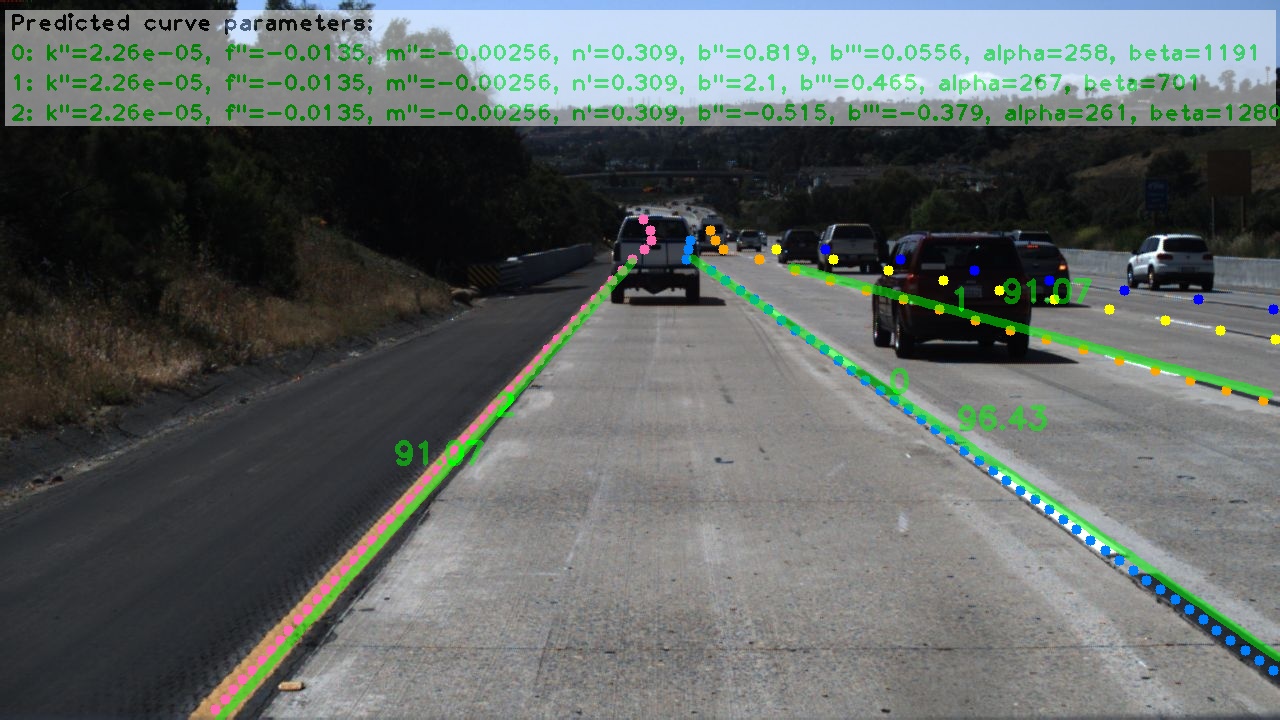 Predicted curve parameters:
0: k''=2.26e-05, f''=-0.0135, m''=-0.00256, n'=0.309, b''=0.819, b'''=0.0556, alpha=258, beta=1191
1: k''=2.26e-05, f''=-0.0135, m''=-0.00256, n'=0.309, b''=2.1, b'''=0.465, alpha=267, beta=701
2: k''=2.26e-05, f''=-0.0135, m''=-0.00256, n'=0.309, b''=-0.515, b'''=-0.379, alpha=261, beta=1280
1 91.07
0
96.43
2
91.07